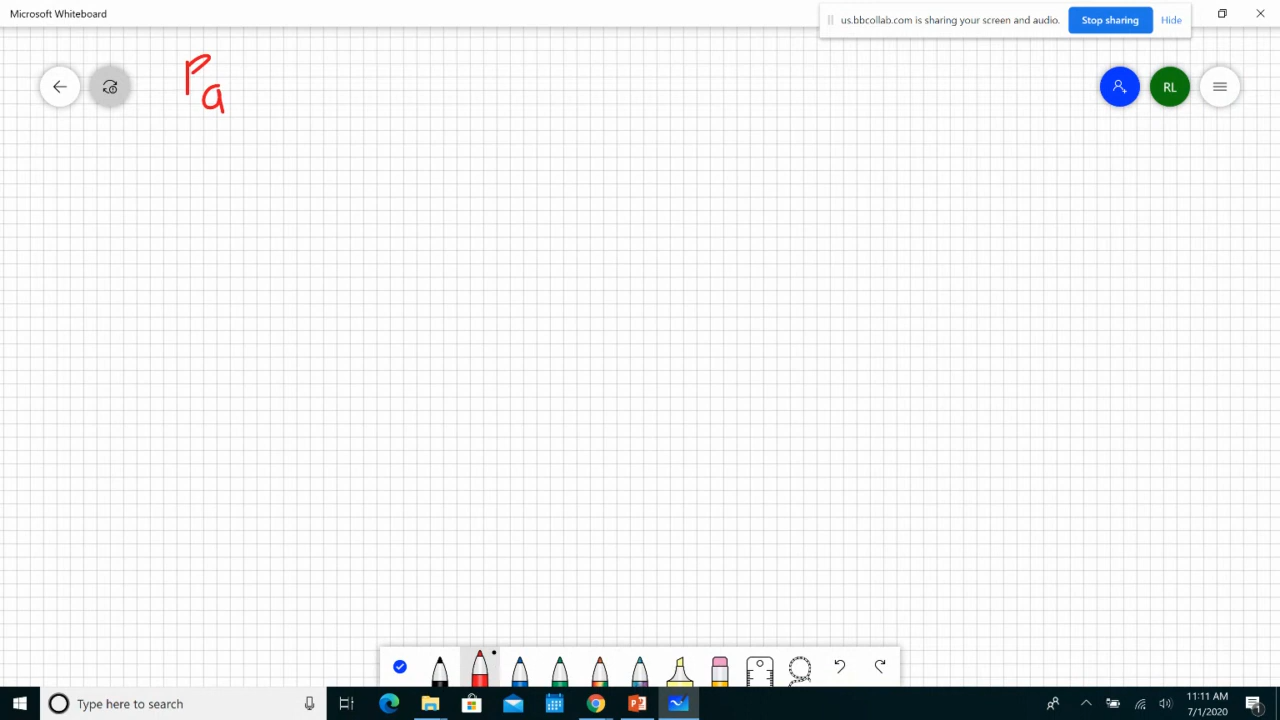 Microsoft Whiteboard
us.bbcollab.com is sharing your screen and audio. Stop sharing Hide
Pa
RL
Type here to search
11:11 AM
7/1/2020
1